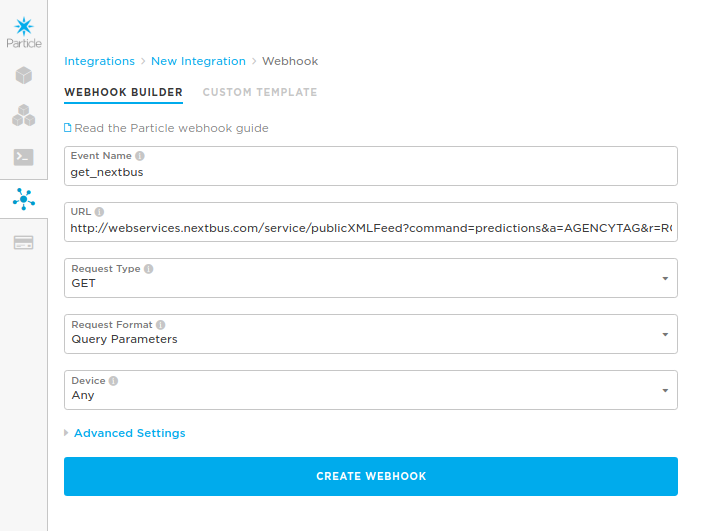 Particle
Integrations > New Integration > Webhook
WEBHOOK BUILDER CUSTOM TEMPLATE
Read the Particle webhook guide
Event Name
get_nextbus
URL
http://webservices.nextbus.com/service/publicXMLFeed?command=predictions&a=AGENCYTAG&r=R
Request Type
GET
Request Format
Query Parameters
Device
Any
Advanced Settings
CREATE WEBHOOK